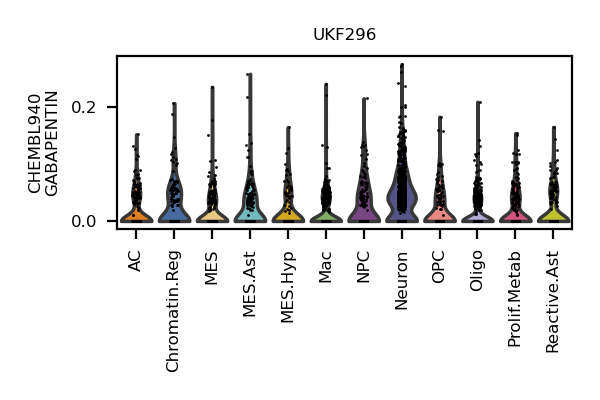 UKF296
CHEMBL940
GABAPENTIN
0.2
0.0
AC
Chromatin.Reg
MES
MES.Ast
MES.Hyp
Mac
NPC
Neuron
OPC
Oligo
Prolif.Metab
Reactive.Ast